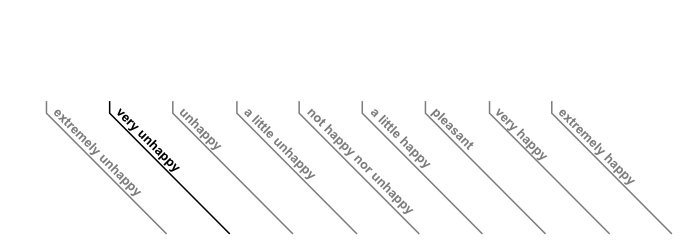 extremely unhappy
very unhappy
unhappy
a little unhappy
not happy nor unhappy
a little happy
pleasant
very happy
extremely happy